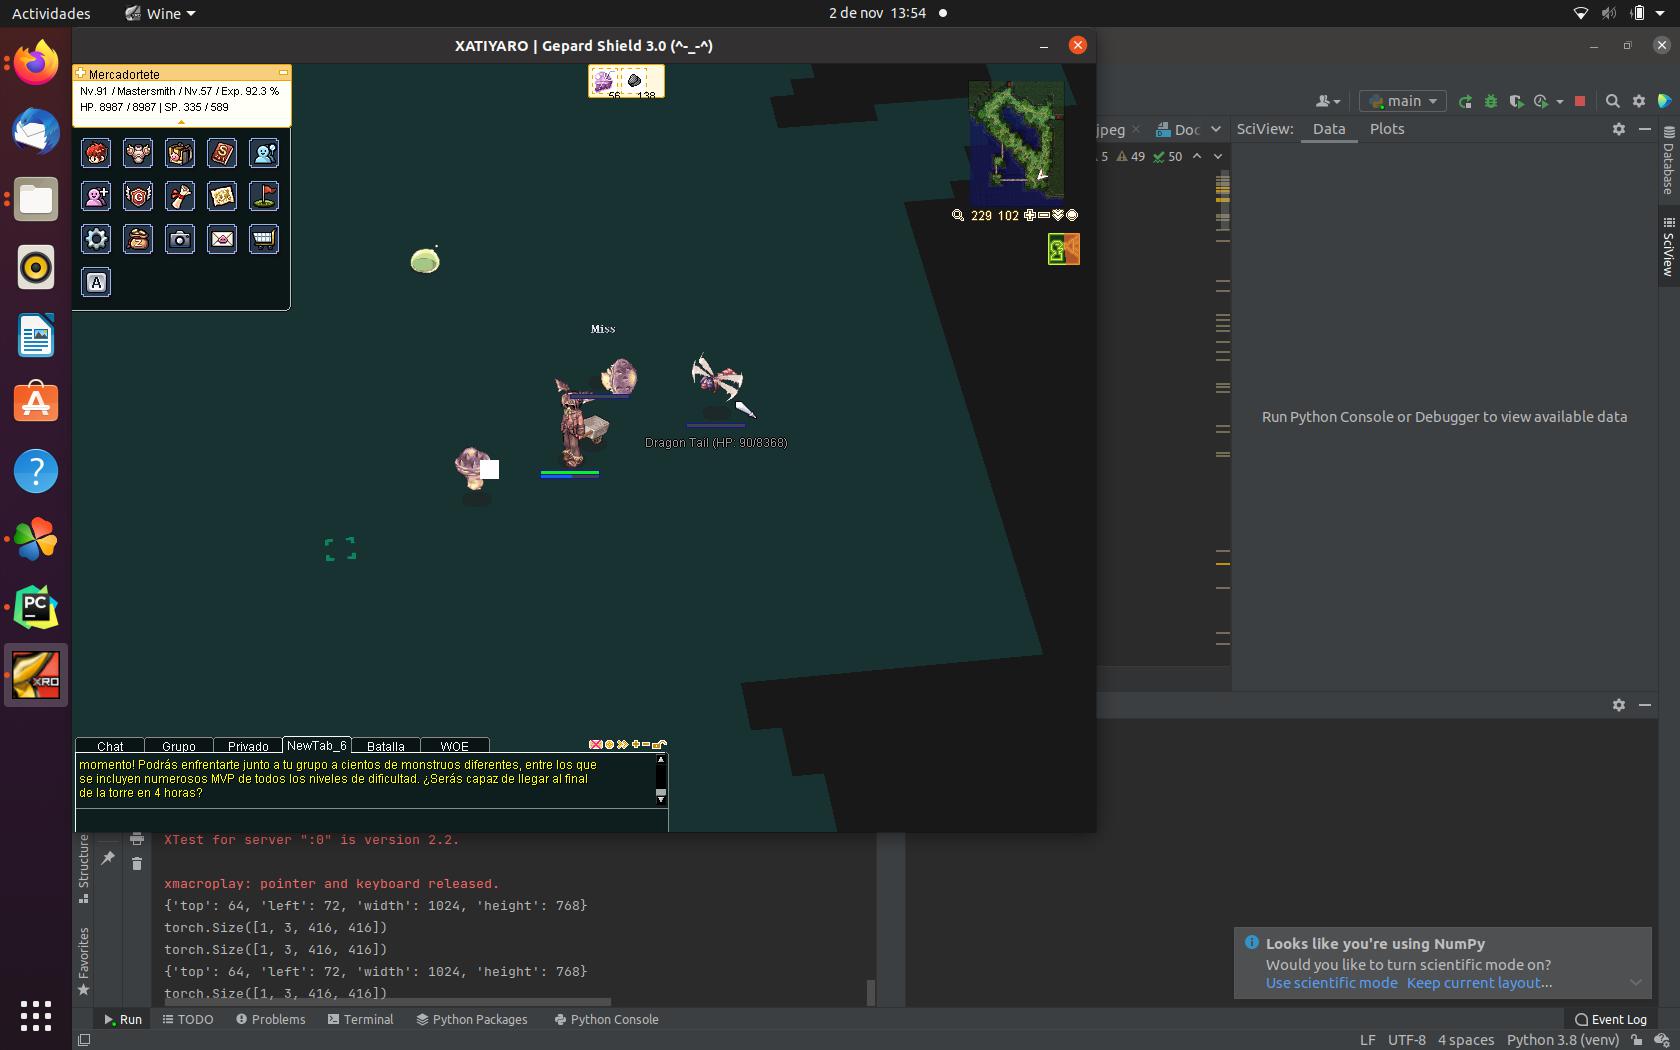 Actividades
Wine
2 de nov 13:54
XATIYARO | Gepard Shield 3.0 (^-_-^)
Mercadortete
Nv.91 / Mastersmith / Nv.57 / Exp. 92.3 %
HP. 8987 / 8987 | SP. 335 / 589
56
138
A
229 102
Miss
Dragon Tail (HP: 90/8368)
main
jpeg
Doc
SciView:
Data
Plots
5
49
50
Database
SciView
Run Python Console or Debugger to view available data
PC
XRO
Chat
Grupo
Privado
NewTab_6
Batalla
WOE
momento! Podrás enfrentarte junto a tu grupo a cientos de monstruos diferentes, entre los que
se incluyen numerosos MVP de todos los niveles de dificultad. ¿Serás capaz de llegar al final
de la torre en 4 horas?
Structure
Favorites
XTest for server ":0" is version 2.2.
xmacroplay: pointer and keyboard released.
{'top': 64, 'left': 72, 'width': 1024, 'height': 768}
torch.Size([1, 3, 416, 416])
torch.Size([1, 3, 416, 416])
{'top': 64, 'left': 72, 'width': 1024, 'height': 768}
torch.Size([1, 3, 416, 416])
Looks like you're using NumPy
Would you like to turn scientific mode on?
Use scientific mode Keep current layout...
Run
TODO
Problems
Terminal
Python Packages
Python Console
Event Log
LF UTF-8 4 spaces Python 3.8 (venv)